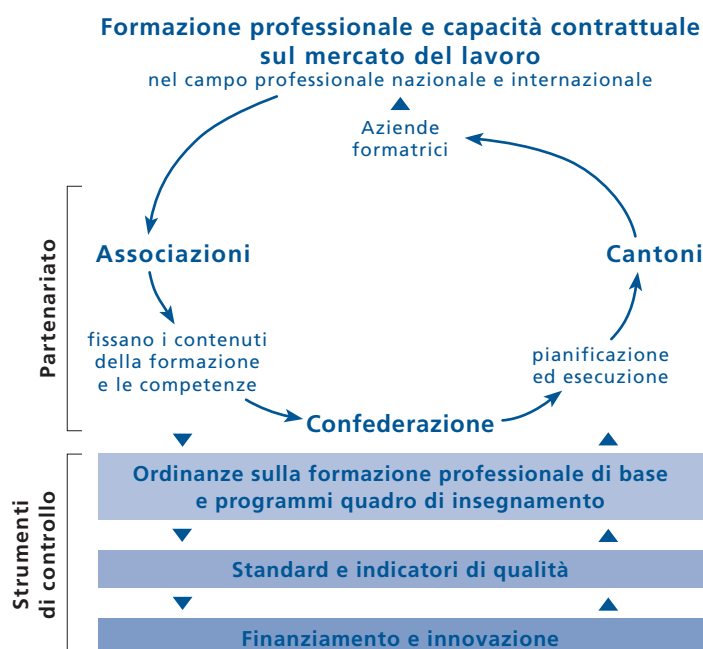 Formazione professionale e capacità contrattuale
sul mercato del lavoro
nel campo professionale nazionale e internazionale
Aziende
formatrici
Partenariato
Associazioni
Cantoni
fissano i contenuti
della formazione
e le competenze
pianificazione
ed esecuzione
Confederazione
Strumenti
di controllo
Ordinanze sulla formazione professionale di base
e programmi quadro di insegnamento
Standard e indicatori di qualità
Finanziamento e innovazione